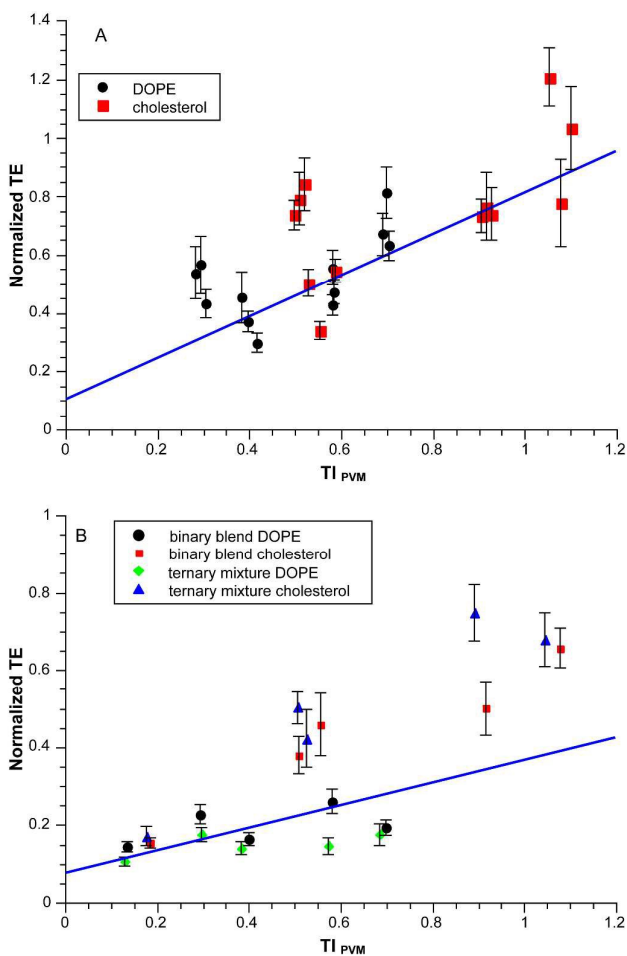 A
DOPE
cholesterol
Normalized TE
1.4
1.2
1
0.8
0.6
0.4
0.2
0
0 0.2 0.4 0.6 0.8 1 1.2
TI PVM
B
binary blend DOPE
binary blend cholesterol
ternary mixture DOPE
ternary mixture cholesterol
Normalized TE
1
0.8
0.6
0.4
0.2
0
0 0.2 0.4 0.6 0.8 1 1.2
TI PVM